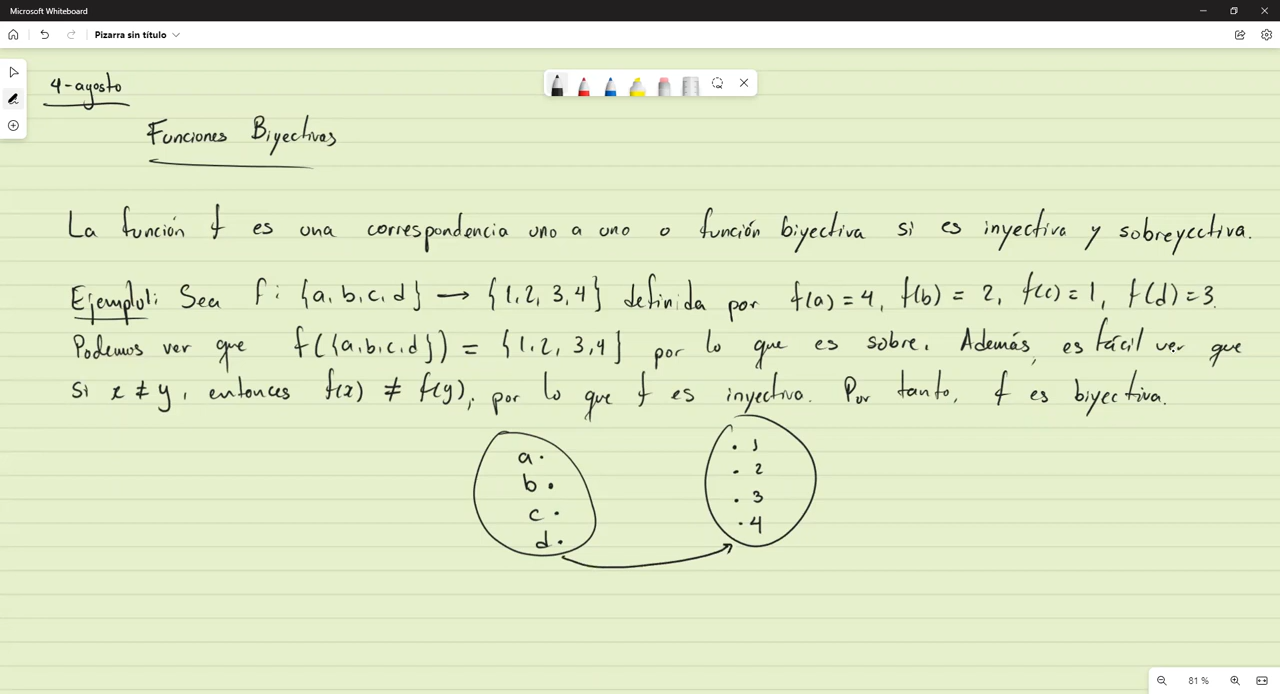 Microsoft Whiteboard
Pizarra sin título
4-agosto
Funciones Biyectivas
La función f es una correspondencia uno a uno o función biyectiva si es inyectiva y sobreyectiva.
Ejemplo: Sea f: {a, b, c, d} → {1, 2, 3, 4} definida por f(a) = 4, f(b) = 2, f(c) = 1, f(d) = 3.
Podemos ver que f({a, b, c, d}) = {1, 2, 3, 4} por lo que es sobre. Además, es fácil ver que
si x ≠ y, entonces f(x) ≠ f(y), por lo que f es inyectiva. Por tanto, f es biyectiva.
a · · 1
b · · 2
c · · 3
d · · 4
81 %